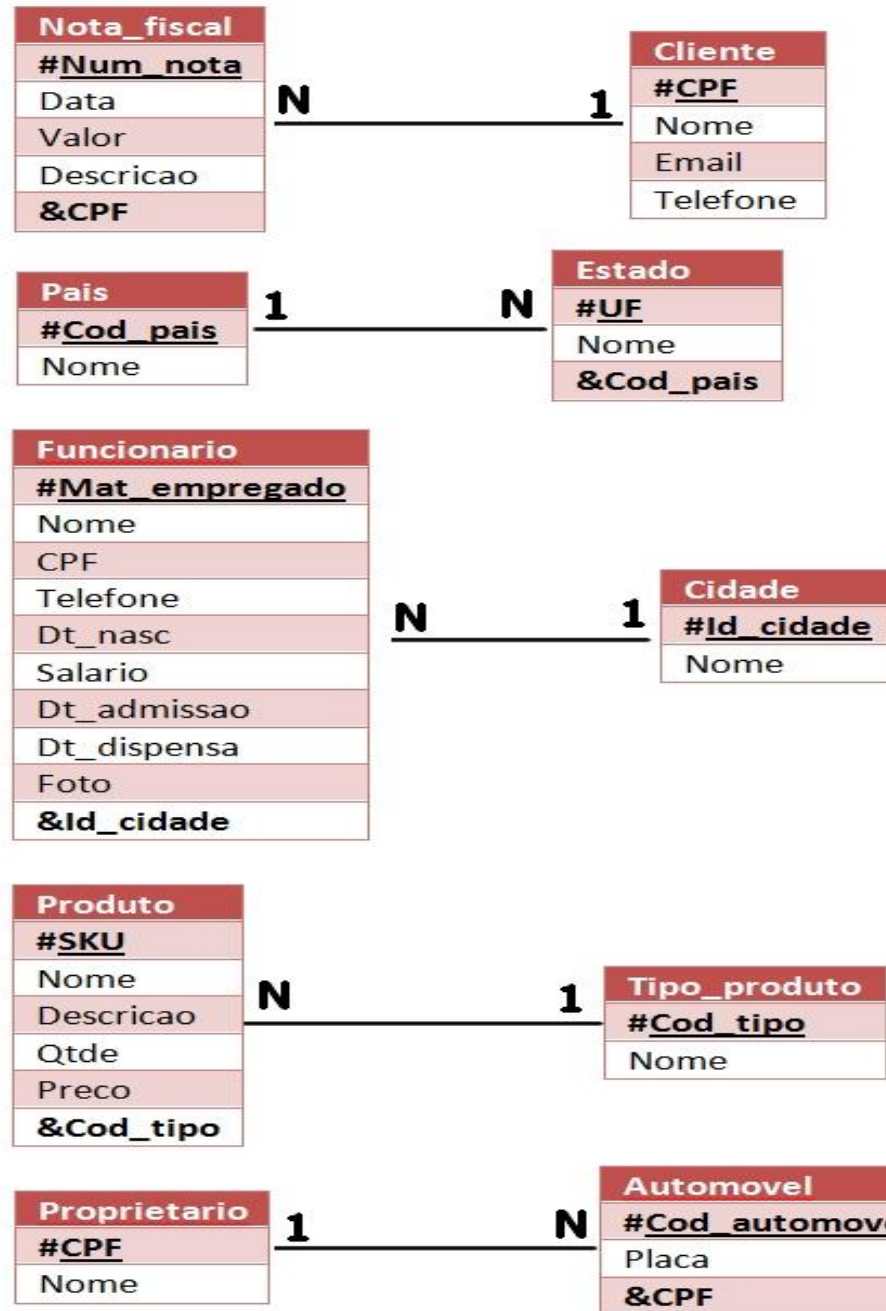 Nota_fiscal
#Num_nota
Data
Valor
Descricao
&CPF
N
1
Cliente
#CPF
Nome
Email
Telefone
Pais
#Cod_pais
Nome
1
N
Estado
#UF
Nome
&Cod_pais
Funcionario
#Mat_empregado
Nome
CPF
Telefone
Dt_nasc
Salario
Dt_admissao
Dt_dispensa
Foto
&Id_cidade
N
1
Cidade
#Id_cidade
Nome
Produto
#SKU
Nome
Descricao
Qtde
Preco
&Cod_tipo
N
1
Tipo_produto
#Cod_tipo
Nome
Proprietario
#CPF
Nome
1
N
Automovel
#Cod_automove
Placa
&CPF